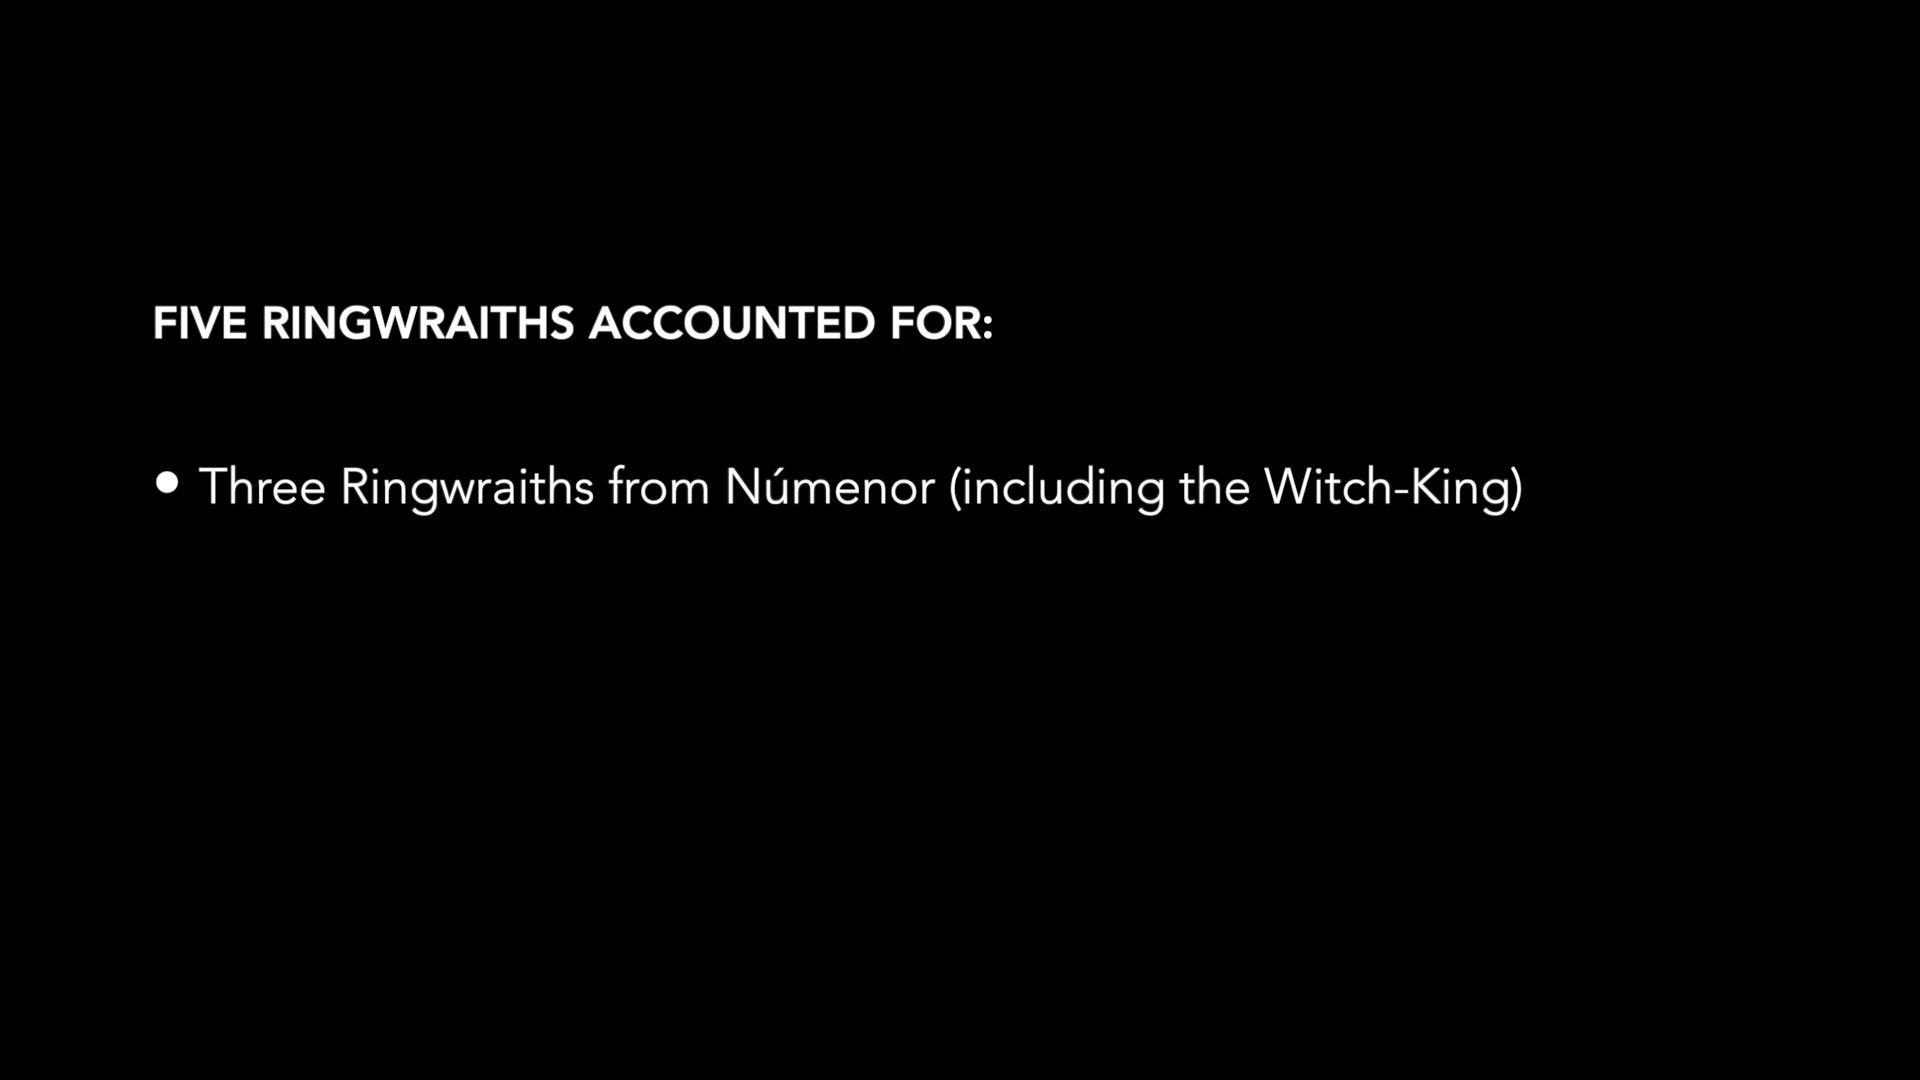 FIVE RINGWRAITHS ACCOUNTED FOR:
• Three Ringwraiths from Númenor (including the Witch-King)